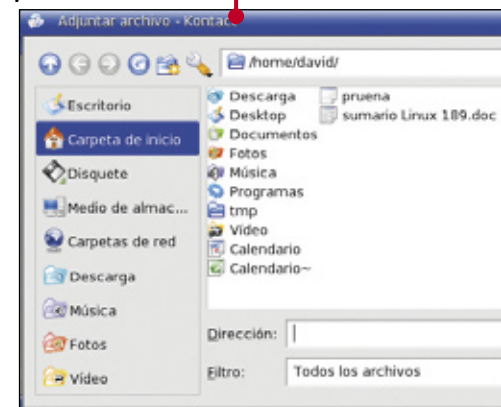 Adjuntar archivo - Kontact
/home/david/
Escritorio
Carpeta de inicio
Disquete
Medio de almac...
Carpetas de red
Descarga
Música
Fotos
Vídeo
Descarga
Desktop
Documentos
Fotos
Música
Programas
tmp
Vídeo
Calendario
Calendario~
pruena
sumario Linux 189.doc
Dirección:
Filtro:
Todos los archivos